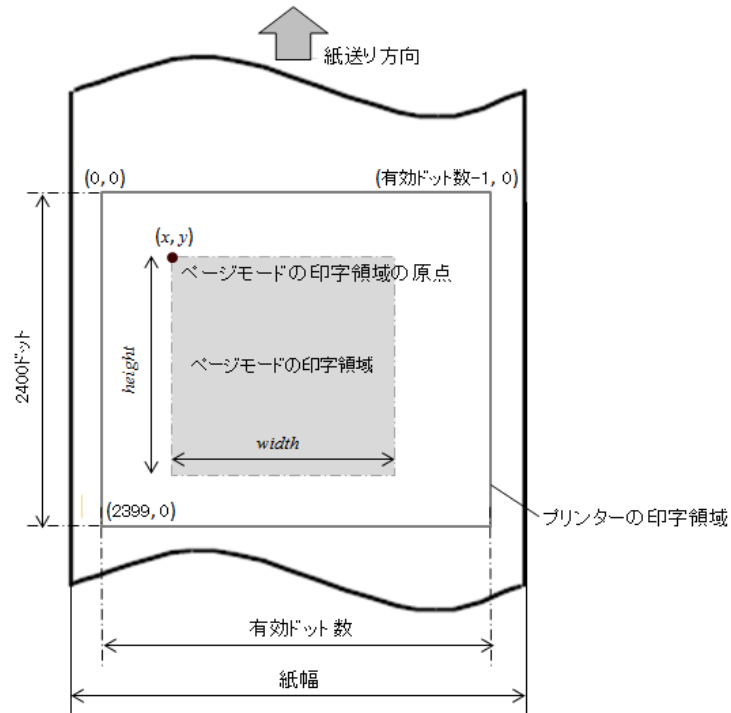 紙送り方向
(0, 0)
(有効ドット数-1, 0)
(x, y)
ページモードの印字領域の原点
2400ドット
height
ページモードの印字領域
width
(2399, 0)
プリンターの印字領域
有効ドット数
紙幅